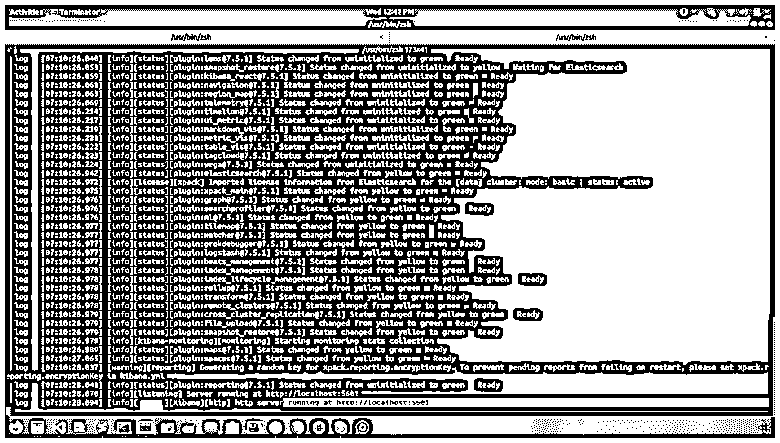 Activities Terminator Wed 12:41 PM
/usr/bin/zsh
/usr/bin/zsh /usr/bin/zsh
/usr/bin/zsh 173x41
log [07:10:26.040] [info][status][plugin:lens@7.5.1] Status changed from uninitialized to green - Ready
log [07:10:26.053] [info][status][plugin:snapshot_restore@7.5.1] Status changed from uninitialized to yellow - Waiting for Elasticsearch
log [07:10:26.059] [info][status][plugin:kibana_react@7.5.1] Status changed from uninitialized to green - Ready
log [07:10:26.063] [info][status][plugin:navigation@7.5.1] Status changed from uninitialized to green - Ready
log [07:10:26.067] [info][status][plugin:region_map@7.5.1] Status changed from uninitialized to green - Ready
log [07:10:26.069] [info][status][plugin:telemetry@7.5.1] Status changed from uninitialized to green - Ready
log [07:10:26.214] [info][status][plugin:timelion@7.5.1] Status changed from uninitialized to green - Ready
log [07:10:26.217] [info][status][plugin:ui_metric@7.5.1] Status changed from uninitialized to green - Ready
log [07:10:26.219] [info][status][plugin:markdown_vis@7.5.1] Status changed from uninitialized to green - Ready
log [07:10:26.221] [info][status][plugin:metric_vis@7.5.1] Status changed from uninitialized to green - Ready
log [07:10:26.222] [info][status][plugin:table_vis@7.5.1] Status changed from uninitialized to green - Ready
log [07:10:26.223] [info][status][plugin:tagcloud@7.5.1] Status changed from uninitialized to green - Ready
log [07:10:26.224] [info][status][plugin:vega@7.5.1] Status changed from uninitialized to green - Ready
log [07:10:26.942] [info][status][plugin:elasticsearch@7.5.1] Status changed from yellow to green - Ready
log [07:10:26.972] [info][license][xpack] Imported license information from Elasticsearch for the [data] cluster: mode: basic | status: active
log [07:10:26.975] [info][status][plugin:xpack_main@7.5.1] Status changed from yellow to green - Ready
log [07:10:26.976] [info][status][plugin:graph@7.5.1] Status changed from yellow to green - Ready
log [07:10:26.976] [info][status][plugin:searchprofiler@7.5.1] Status changed from yellow to green - Ready
log [07:10:26.976] [info][status][plugin:ml@7.5.1] Status changed from yellow to green - Ready
log [07:10:26.977] [info][status][plugin:tilemap@7.5.1] Status changed from yellow to green - Ready
log [07:10:26.977] [info][status][plugin:watcher@7.5.1] Status changed from yellow to green - Ready
log [07:10:26.977] [info][status][plugin:grokdebugger@7.5.1] Status changed from yellow to green - Ready
log [07:10:26.977] [info][status][plugin:logstash@7.5.1] Status changed from yellow to green - Ready
log [07:10:26.977] [info][status][plugin:beats_management@7.5.1] Status changed from yellow to green - Ready
log [07:10:26.978] [info][status][plugin:index_management@7.5.1] Status changed from yellow to green - Ready
log [07:10:26.978] [info][status][plugin:index_lifecycle_management@7.5.1] Status changed from yellow to green - Ready
log [07:10:26.978] [info][status][plugin:rollup@7.5.1] Status changed from yellow to green - Ready
log [07:10:26.978] [info][status][plugin:transform@7.5.1] Status changed from yellow to green - Ready
log [07:10:26.978] [info][status][plugin:remote_clusters@7.5.1] Status changed from yellow to green - Ready
log [07:10:26.979] [info][status][plugin:cross_cluster_replication@7.5.1] Status changed from yellow to green - Ready
log [07:10:26.979] [info][status][plugin:file_upload@7.5.1] Status changed from yellow to green - Ready
log [07:10:26.979] [info][status][plugin:snapshot_restore@7.5.1] Status changed from yellow to green - Ready
log [07:10:26.979] [info][kibana-monitoring][monitoring] Starting monitoring stats collection
log [07:10:28.007] [info][status][plugin:maps@7.5.1] Status changed from yellow to green - Ready
log [07:10:28.065] [info][status][plugin:spaces@7.5.1] Status changed from yellow to green - Ready
log [07:10:28.837] [warning][reporting] Generating a random key for xpack.reporting.encryptionKey. To prevent pending reports from failing on restart, please set xpack.r
eporting.encryptionKey in kibana.yml
log [07:10:28.841] [info][status][plugin:reporting@7.5.1] Status changed from uninitialized to green - Ready
log [07:10:28.870] [info][listening] Server running at http://localhost:5601
log [07:10:28.894] [info][kibana][http] http server running at http://localhost:5601